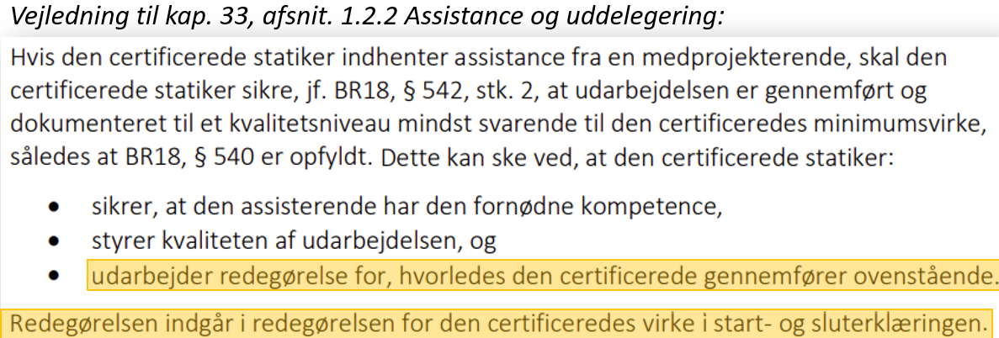 Vejledning til kap. 33, afsnit. 1.2.2 Assistance og uddelegering:
Hvis den certificerede statiker indhenter assistance fra en medprojekterende, skal den
certificerede statiker sikre, jf. BR18, § 542, stk. 2, at udarbejdelsen er gennemført og
dokumenteret til et kvalitetsniveau mindst svarende til den certificeredes minimumsvirke,
således at BR18, § 540 er opfyldt. Dette kan ske ved, at den certificerede statiker:
• sikrer, at den assisterende har den fornødne kompetence,
• styrer kvaliteten af udarbejdelsen, og
• udarbejder redegørelse for, hvorledes den certificerede gennemfører ovenstående.
Redegørelsen indgår i redegørelsen for den certificeredes virke i start- og sluterklæringen.